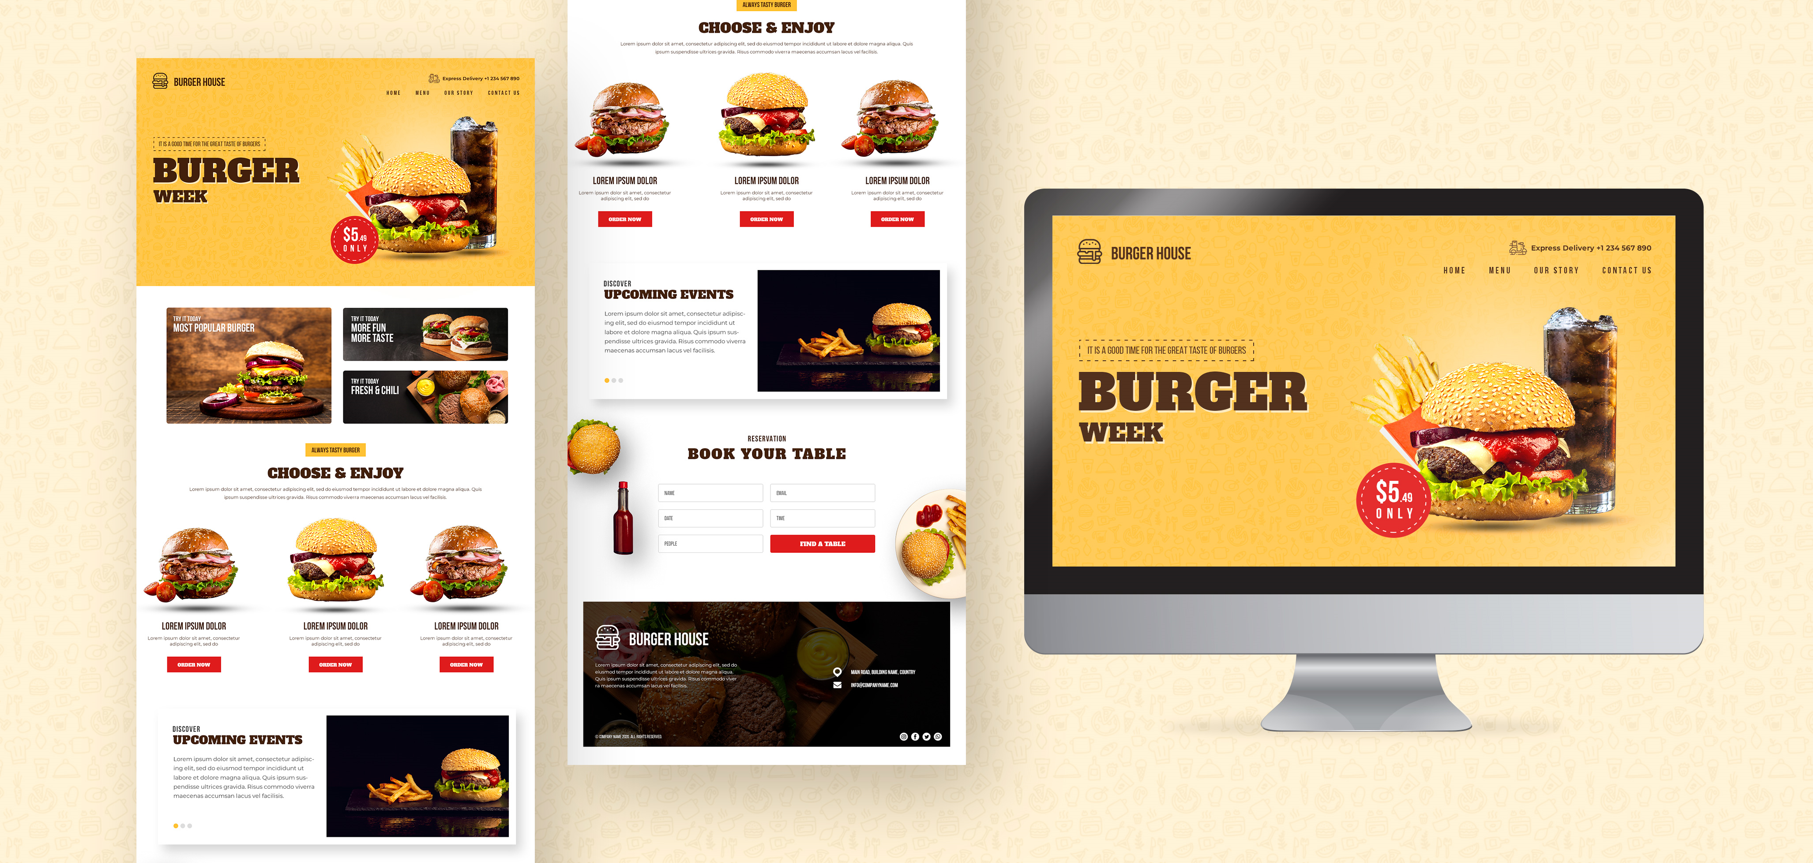 BURGER HOUSE
Express Delivery +1 234 567 890
HOME MENU OUR STORY CONTACT US
IT IS A GOOD TIME FOR THE GREAT TASTE OF BURGERS
BURGER
WEEK
$5.49
ONLY
TRY IT TODAY
MOST POPULAR BURGER
TRY IT TODAY
MORE FUN
MORE TASTE
TRY IT TODAY
FRESH & CHILI
ALWAYS TASTY BURGER
CHOOSE & ENJOY
Lorem ipsum dolor sit amet, consectetur adipiscing elit, sed do eiusmod tempor incididunt ut labore et dolore magna aliqua. Quis
ipsum suspendisse ultrices gravida. Risus commodo viverra maecenas accumsan lacus vel facilisis.
LOREM IPSUM DOLOR
Lorem ipsum dolor sit amet, consectetur
adipiscing elit, sed do
ORDER NOW
LOREM IPSUM DOLOR
Lorem ipsum dolor sit amet, consectetur
adipiscing elit, sed do
ORDER NOW
LOREM IPSUM DOLOR
Lorem ipsum dolor sit amet, consectetur
adipiscing elit, sed do
ORDER NOW
DISCOVER
UPCOMING EVENTS
Lorem ipsum dolor sit amet, consectetur adipisc-
ing elit, sed do eiusmod tempor incididunt ut
labore et dolore magna aliqua. Quis ipsum sus-
pendisse ultrices gravida. Risus commodo viverra
maecenas accumsan lacus vel facilisis.
ALWAYS TASTY BURGER
CHOOSE & ENJOY
Lorem ipsum dolor sit amet, consectetur adipiscing elit, sed do eiusmod tempor incididunt ut labore et dolore magna aliqua. Quis
ipsum suspendisse ultrices gravida. Risus commodo viverra maecenas accumsan lacus vel facilisis.
LOREM IPSUM DOLOR
Lorem ipsum dolor sit amet, consectetur
adipiscing elit, sed do
ORDER NOW
LOREM IPSUM DOLOR
Lorem ipsum dolor sit amet, consectetur
adipiscing elit, sed do
ORDER NOW
LOREM IPSUM DOLOR
Lorem ipsum dolor sit amet, consectetur
adipiscing elit, sed do
ORDER NOW
DISCOVER
UPCOMING EVENTS
Lorem ipsum dolor sit amet, consectetur adipisc-
ing elit, sed do eiusmod tempor incididunt ut
labore et dolore magna aliqua. Quis ipsum sus-
pendisse ultrices gravida. Risus commodo viverra
maecenas accumsan lacus vel facilisis.
RESERVATION
BOOK YOUR TABLE
NAME EMAIL
DATE TIME
PEOPLE FIND A TABLE
BURGER HOUSE
Lorem ipsum dolor sit amet, consectetur adipiscing elit, sed do
eiusmod tempor incididunt ut labore et dolore magna aliqua.
Quis ipsum suspendisse ultrices gravida. Risus commodo viver
ra maecenas accumsan lacus vel facilisis.
MAIN ROAD, BUILDING NAME, COUNTRY
INFO@COMPANYNAME.COM
© COMPANY NAME 2020. ALL RIGHTS RESERVED.
BURGER HOUSE
Express Delivery +1 234 567 890
HOME MENU OUR STORY CONTACT US
IT IS A GOOD TIME FOR THE GREAT TASTE OF BURGERS
BURGER
WEEK
$5.49
ONLY